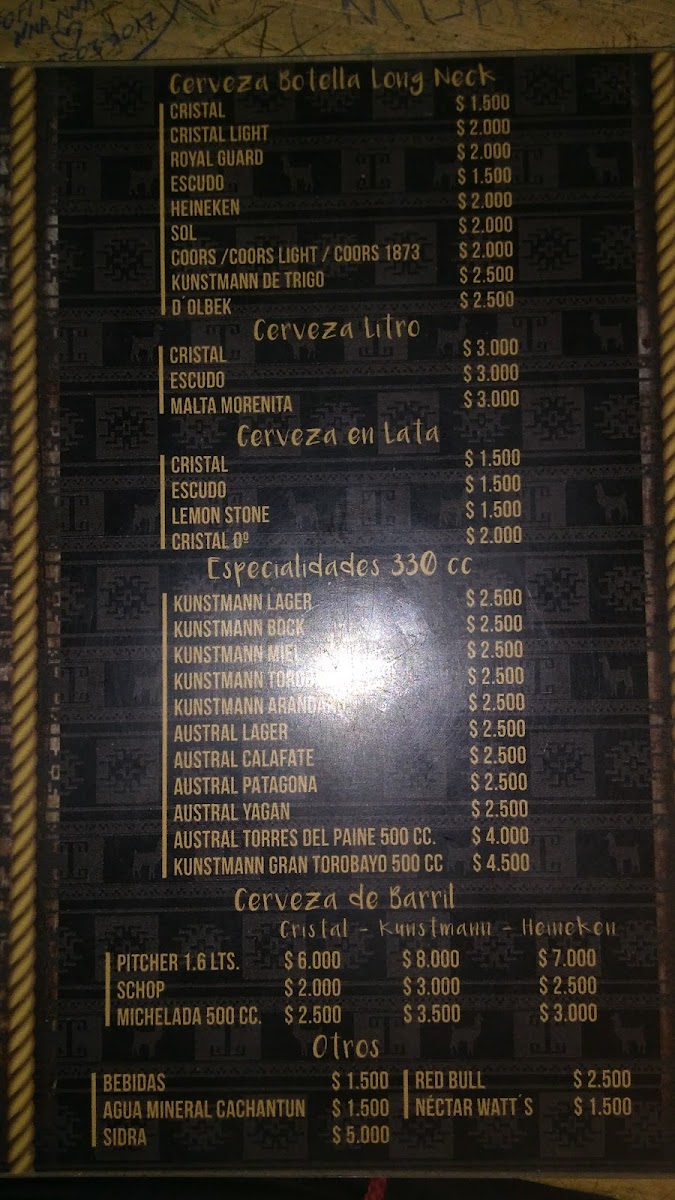 NNA NNA
03-2017
Cerveza Botella Long Neck
CRISTAL $ 1.500
CRISTAL LIGHT $ 2.000
ROYAL GUARD $ 2.000
ESCUDO $ 1.500
HEINEKEN $ 2.000
SOL $ 2.000
COORS /COORS LIGHT / COORS 1873 $ 2.000
KUNSTMANN DE TRIGO $ 2.500
D´OLBEK $ 2.500
Cerveza Litro
CRISTAL $ 3.000
ESCUDO $ 3.000
MALTA MORENITA $ 3.000
Cerveza en Lata
CRISTAL $ 1.500
ESCUDO $ 1.500
LEMON STONE $ 1.500
CRISTAL 0º $ 2.000
Especialidades 330 cc
KUNSTMANN LAGER $ 2.500
KUNSTMANN BOCK $ 2.500
KUNSTMANN MIEL $ 2.500
KUNSTMANN $ 2.500
KUNSTMANN $ 2.500
AUSTRAL LAGER $ 2.500
AUSTRAL CALAFATE $ 2.500
AUSTRAL PATAGONA $ 2.500
AUSTRAL YAGAN $ 2.500
AUSTRAL TORRES DEL PAINE 500 CC. $ 4.000
KUNSTMANN GRAN TOROBAYO 500 CC $ 4.500
Cerveza de Barril
Cristal - Kunstmann - Heineken
PITCHER 1.6 LTS. $ 6.000 $ 8.000 $ 7.000
SCHOP $ 2.000 $ 3.000 $ 2.500
MICHELADA 500 CC. $ 2.500 $ 3.500 $ 3.000
Otros
BEBIDAS $ 1.500 RED BULL $ 2.500
AGUA MINERAL CACHANTUN $ 1.500 NÉCTAR WATT´S $ 1.500
SIDRA $ 5.000